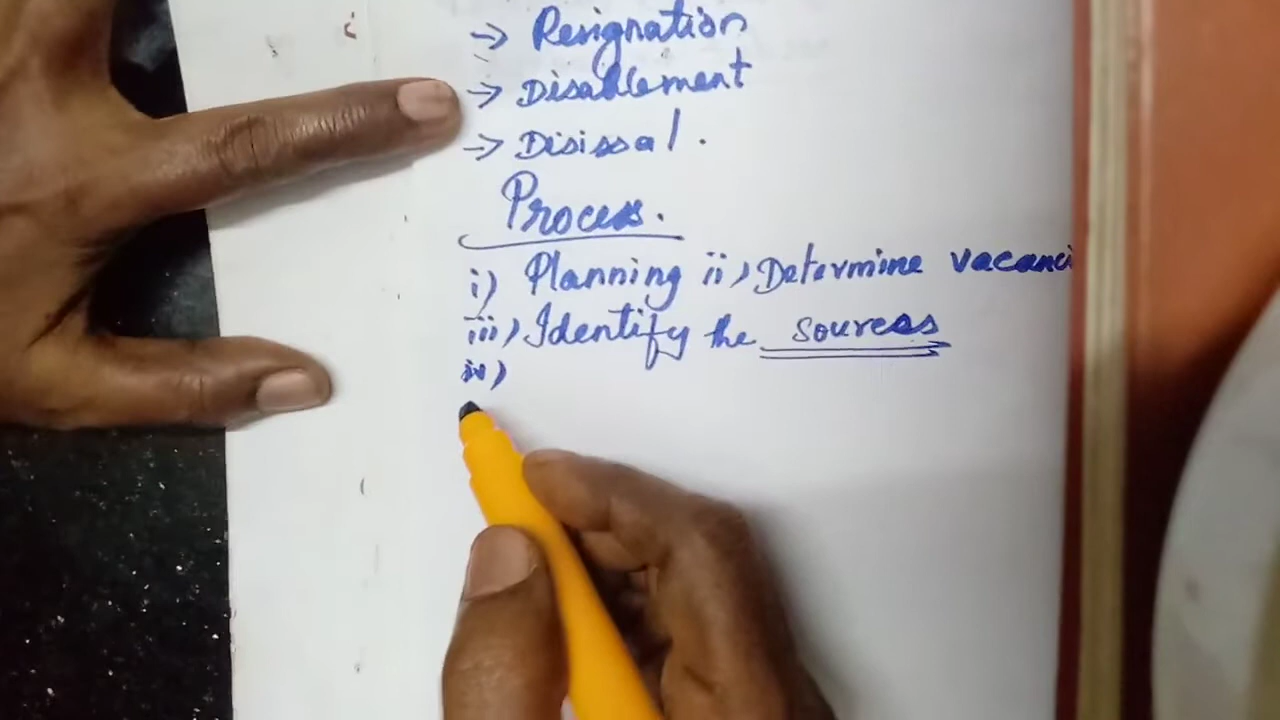 → Resignation
→ Disablement
→ Disissal.
Process.
i) Planning ii) Determine vacanci
iii) Identify the sources
iv)